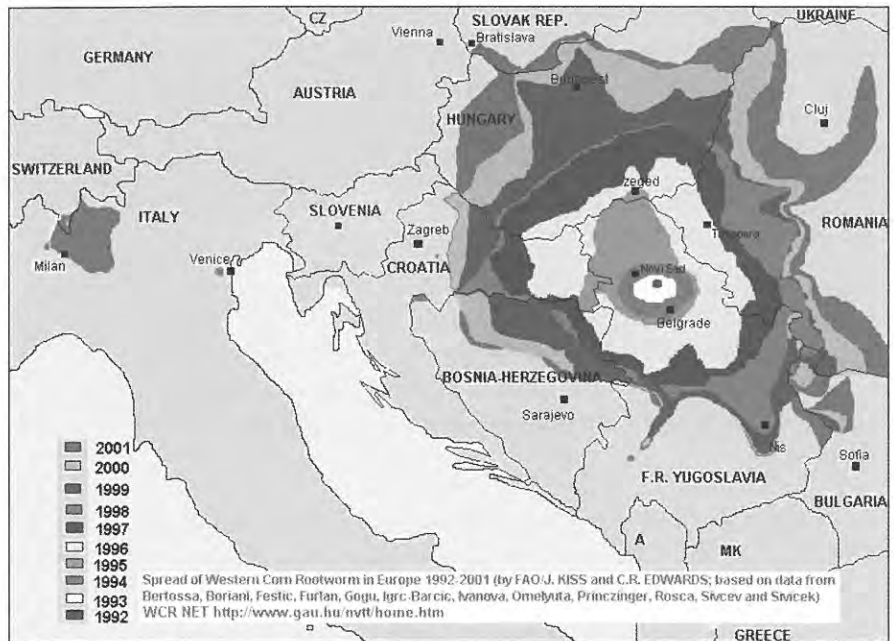 CZ
SLOVAK REP.
UKRAINE
Vienna
Bratislava
GERMANY
AUSTRIA
Budapest
Cluj
HUNGARY
SWITZERLAND
zeged
ITALY
SLOVENIA
ROMANIA
Zagreb
Milan
Venice
CROATIA
Novi Sad
Belgrade
BOSNIA-HERZEGOVINA
Sarajevo
Nis
Sofia
F.R. YUGOSLAVIA
BULGARIA
A
MK
GREECE
2001
2000
1999
1998
1997
1996
1995
1994
1993
1992
Spread of Western Corn Rootworm in Europe 1992-2001 (by FAO/J. KISS and C.R. EDWARDS; based on data from
Bertossa, Boriani, Festic, Furlan, Gogu, Igrc-Barcic, Ivanova, Omelyuta, Princzinger, Rosca, Sivcev and Sivicek)
WCR NET http://www.gau.hu/nvtt/home.htm